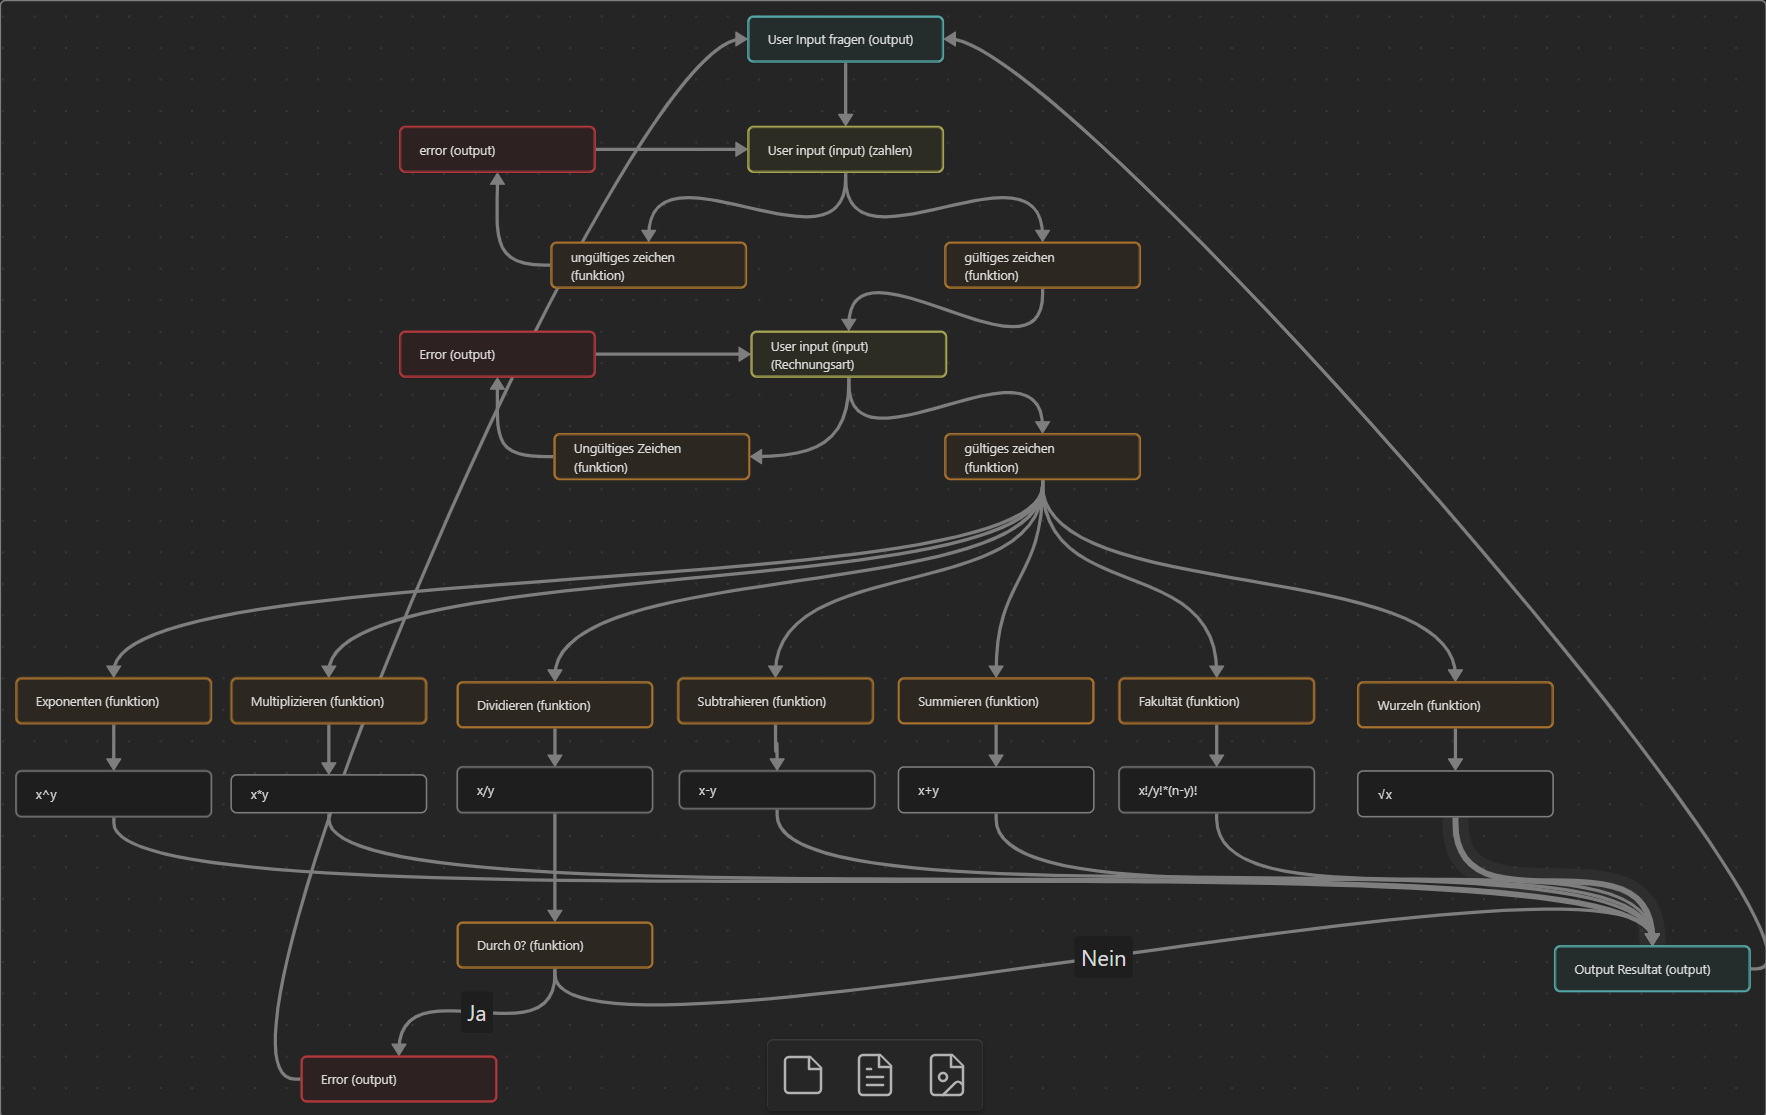 User Input fragen (output)
error (output)
User input (input) (zahlen)
ungültiges zeichen
(funktion)
gültiges zeichen
(funktion)
Error (output)
User input (input)
(Rechnungsart)
Ungültiges Zeichen
(funktion)
gültiges zeichen
(funktion)
Exponenten (funktion)
Multiplizieren (funktion)
Dividieren (funktion)
Subtrahieren (funktion)
Summieren (funktion)
Fakultät (funktion)
Wurzeln (funktion)
x^y
x*y
x/y
x-y
x+y
x!/y!*(n-y)!
√x
Durch 0? (funktion)
Nein
Output Resultat (output)
Ja
Error (output)